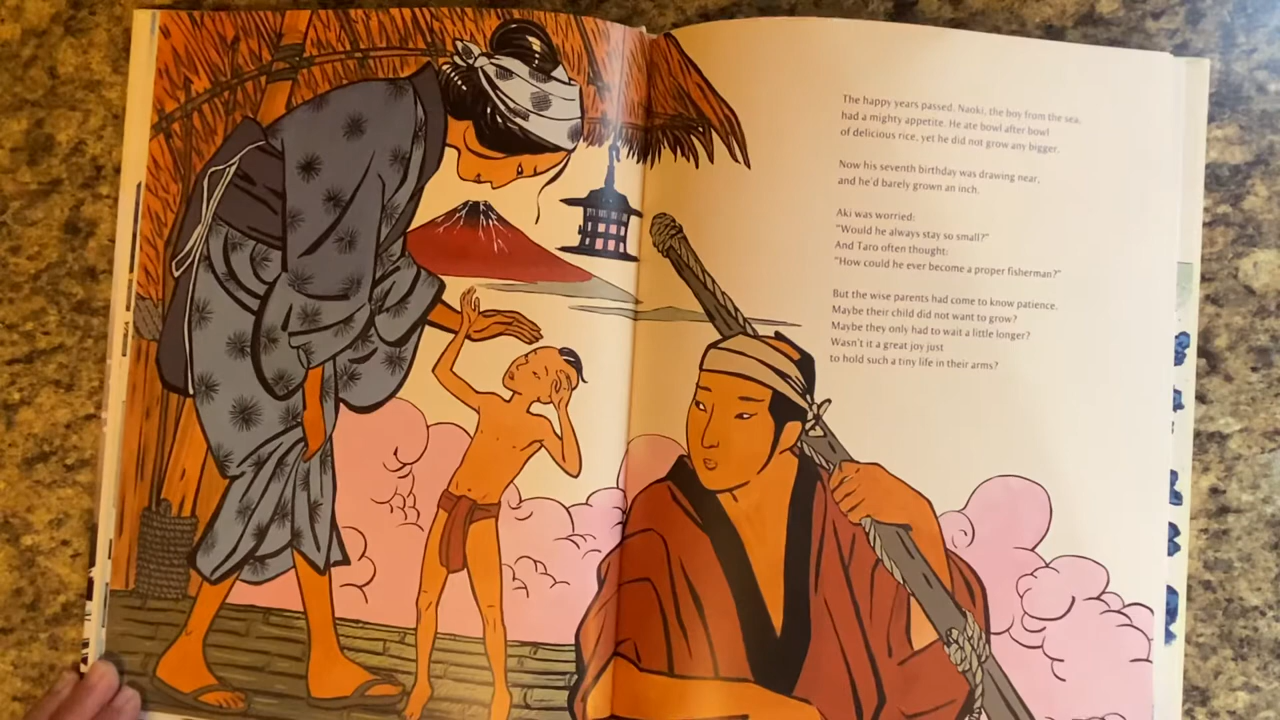 The happy years passed. Naoki, the boy from the sea,
had a mighty appetite. He ate bowl after bowl
of delicious rice, yet he did not grow any bigger.
Now his seventh birthday was drawing near,
and he'd barely grown an inch.
Aki was worried:
"Would he always stay so small?"
And Taro often thought:
"How could he ever become a proper fisherman?"
But the wise parents had come to know patience.
Maybe their child did not want to grow?
Maybe they only had to wait a little longer?
Wasn't it a great joy just
to hold such a tiny life in their arms?